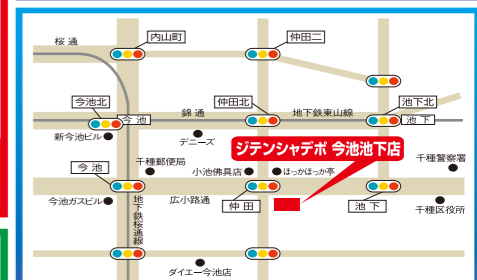 内山町
仲田二
桜通
今池北
仲田北
池下北
錦通
地下鉄東山線
今池
池下
新今池ビル
デニーズ
ジテンシャデポ 今池池下店
千種郵便局
千種警察署
今池
小池佛具店
ほっかほっか亭
今池ガスビル
地下鉄桜通線
広小路通
仲田
池下
千種区役所
ダイエー今池店